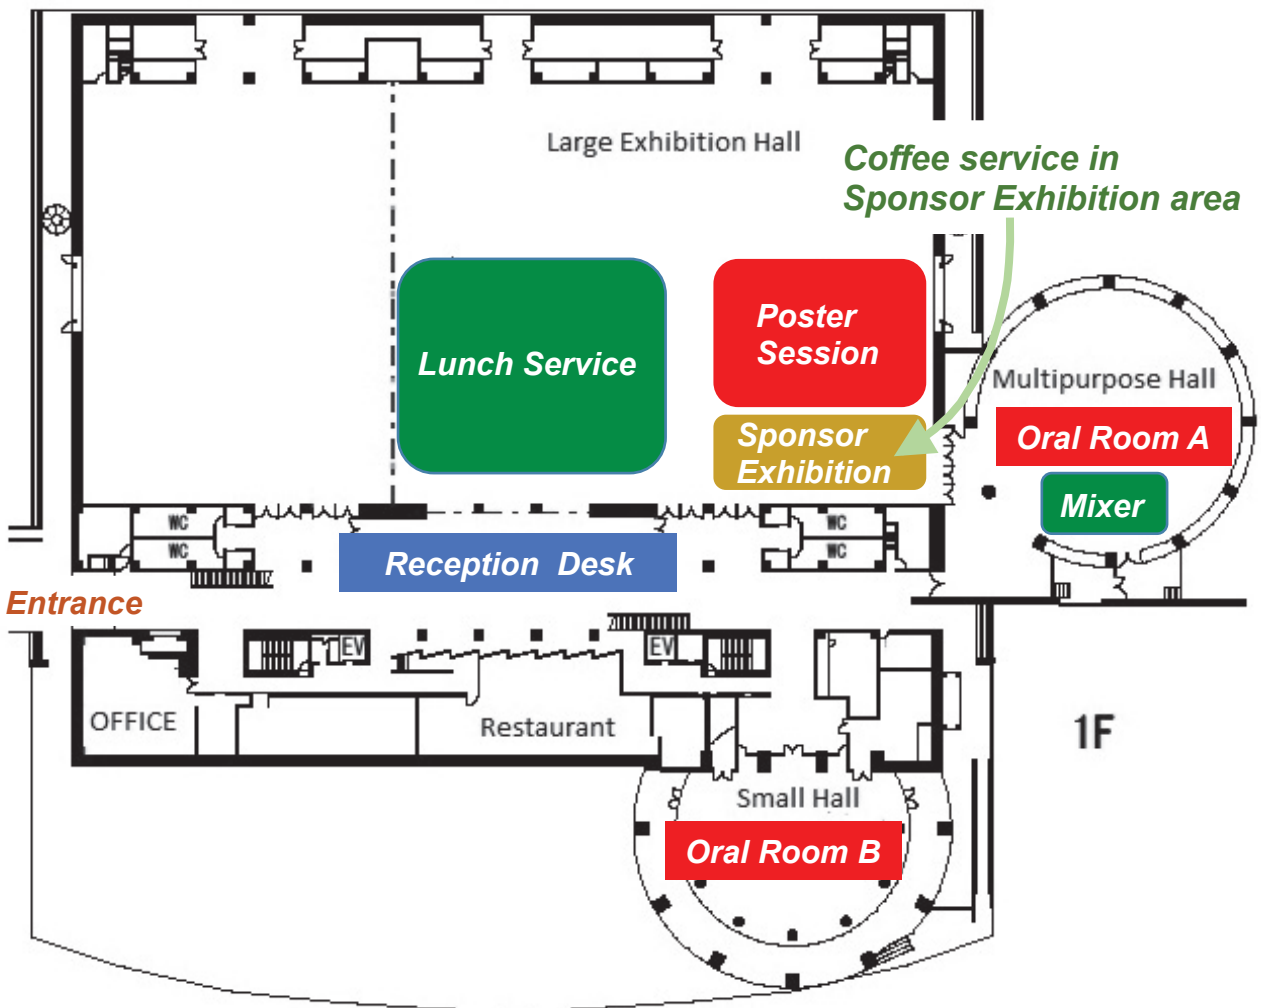 Large Exhibition Hall
Coffee service in
Sponsor Exhibition area
Poster
Session
Lunch Service
Multipurpose Hall
Oral Room A
Sponsor
Exhibition
Mixer
WC
WC
WC
WC
Reception Desk
Entrance
EV
EV
OFFICE
Restaurant
1F
Small Hall
Oral Room B